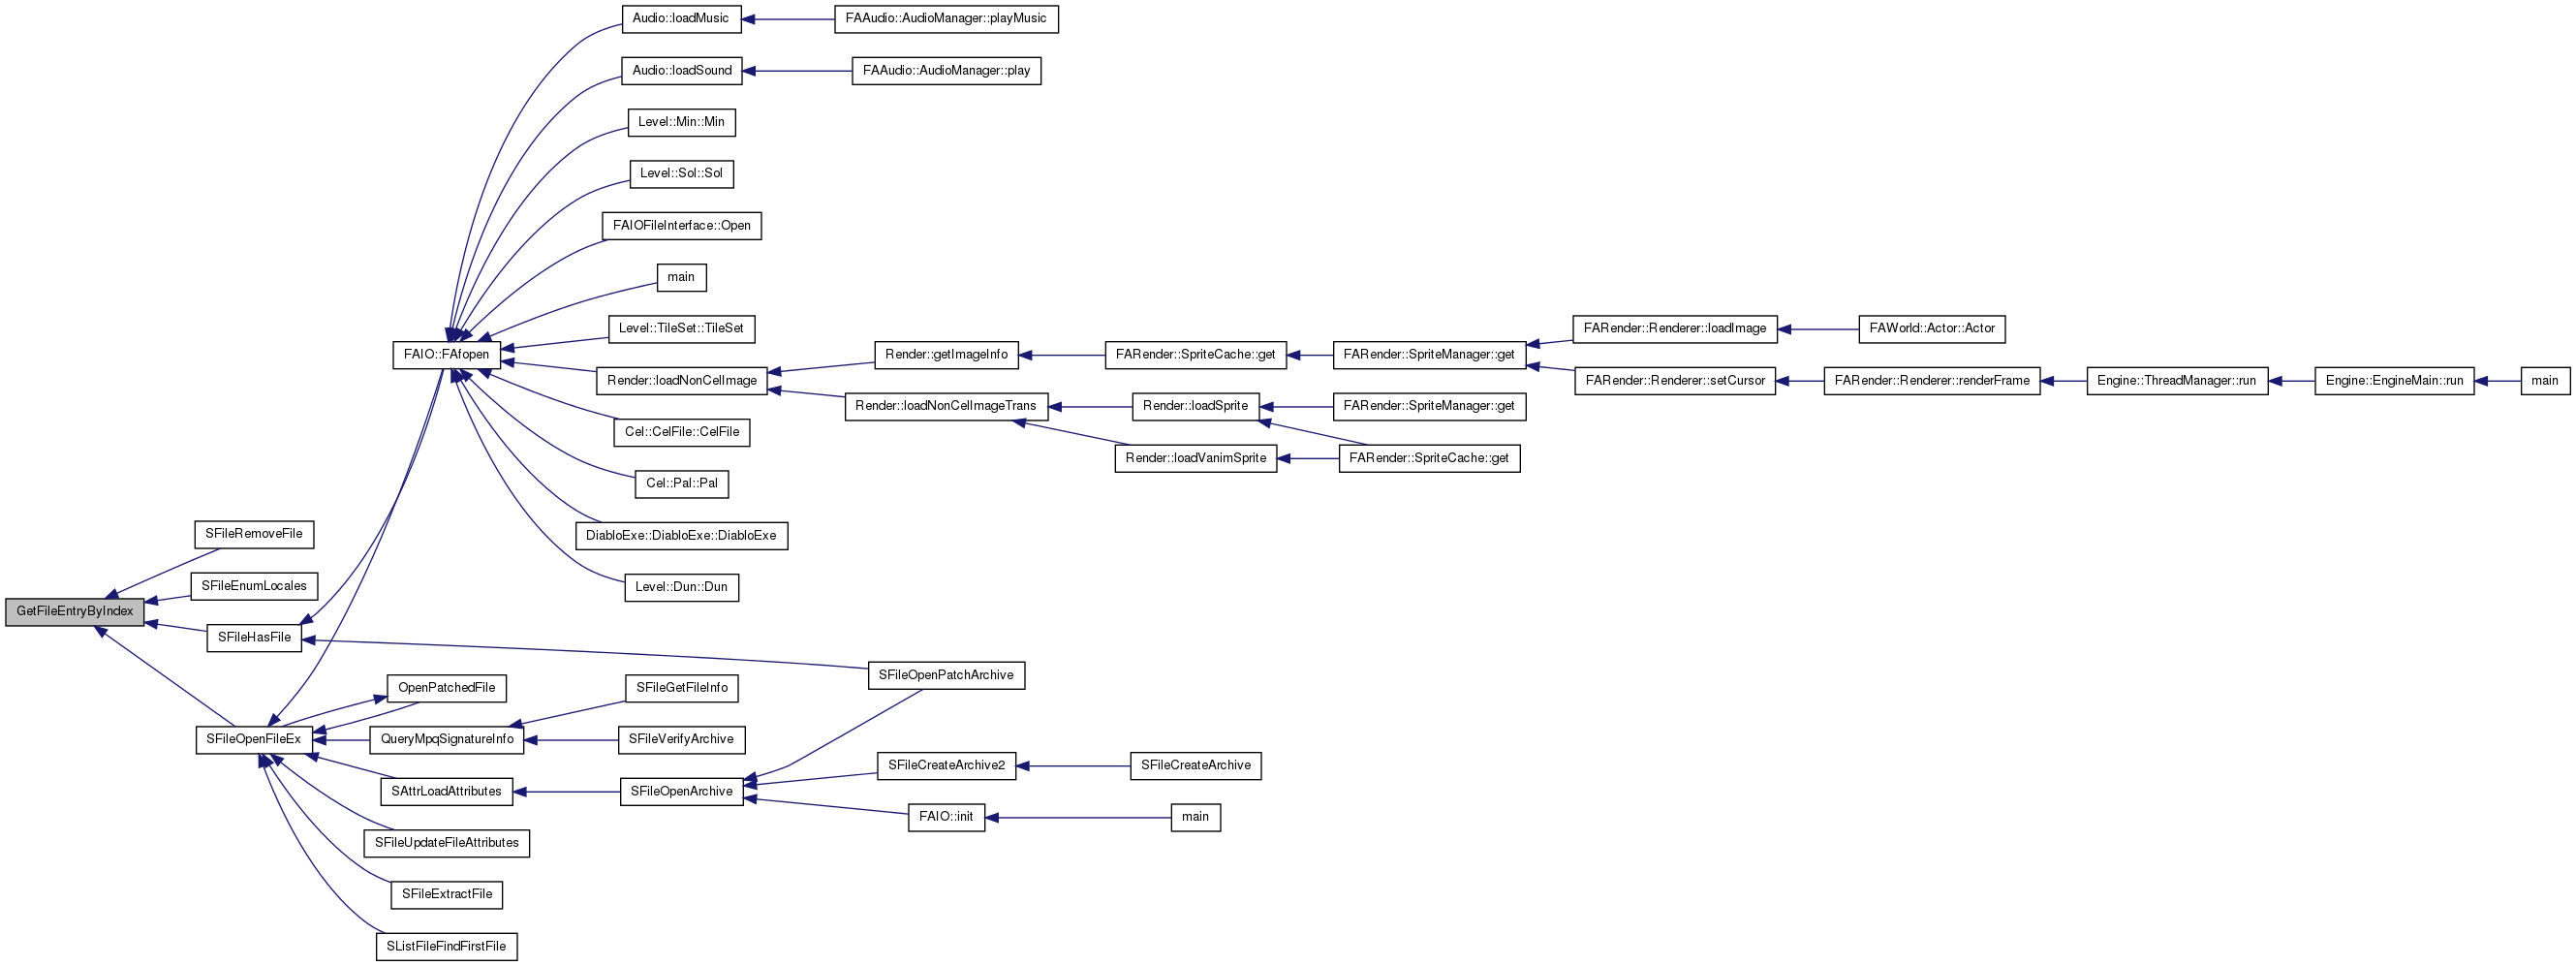 Audio::loadMusic
FAAudio::AudioManager::playMusic
Audio::loadSound
FAAudio::AudioManager::play
Level::Min::Min
Level::Sol::Sol
FAIOFileInterface::Open
main
Level::TileSet::TileSet
FAIO::FAfopen
Render::loadNonCelImage
Render::getImageInfo
FARender::SpriteCache::get
FARender::SpriteManager::get
FARender::Renderer::loadImage
FAWorld::Actor::Actor
FARender::Renderer::setCursor
FARender::Renderer::renderFrame
Engine::ThreadManager::run
Engine::EngineMain::run
main
Render::loadNonCelImageTrans
Render::loadSprite
FARender::SpriteManager::get
Cel::CelFile::CelFile
Render::loadVanimSprite
FARender::SpriteCache::get
Cel::Pal::Pal
DiabloExe::DiabloExe::DiabloExe
Level::Dun::Dun
SFileRemoveFile
SFileEnumLocales
GetFileEntryByIndex
SFileHasFile
SFileOpenPatchArchive
OpenPatchedFile
SFileGetFileInfo
SFileOpenFileEx
QueryMpqSignatureInfo
SFileVerifyArchive
SFileCreateArchive2
SFileCreateArchive
SAttrLoadAttributes
SFileOpenArchive
FAIO::init
main
SFileUpdateFileAttributes
SFileExtractFile
SListFileFindFirstFile